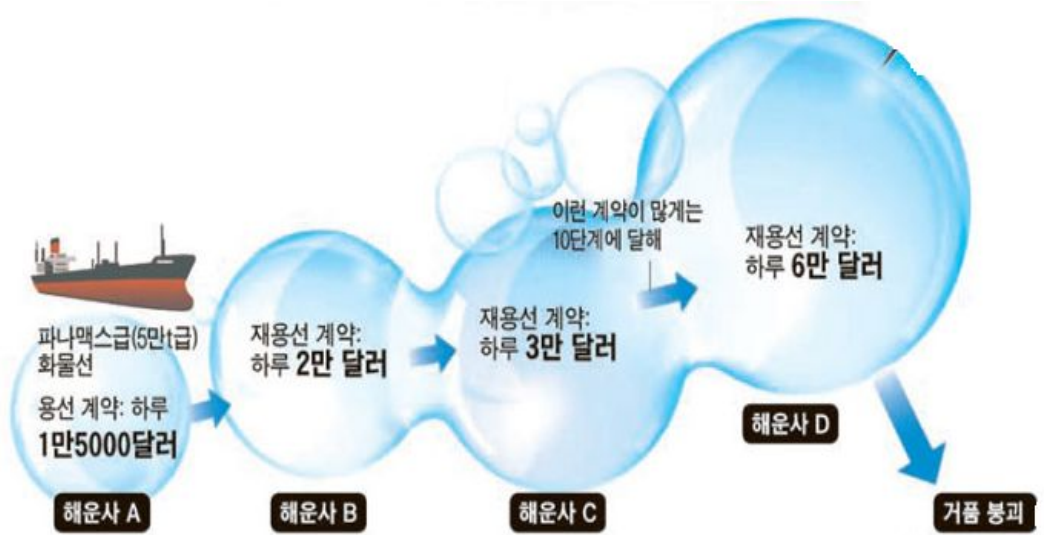 파나맥스급(5만t급)
화물선
용선 계약: 하루
1만5000달러
해운사 A
재용선 계약:
하루 2만 달러
해운사 B
재용선 계약:
하루 3만 달러
해운사 C
이런 계약이 많게는
10단계에 달해
재용선 계약:
하루 6만 달러
해운사 D
거품 붕괴